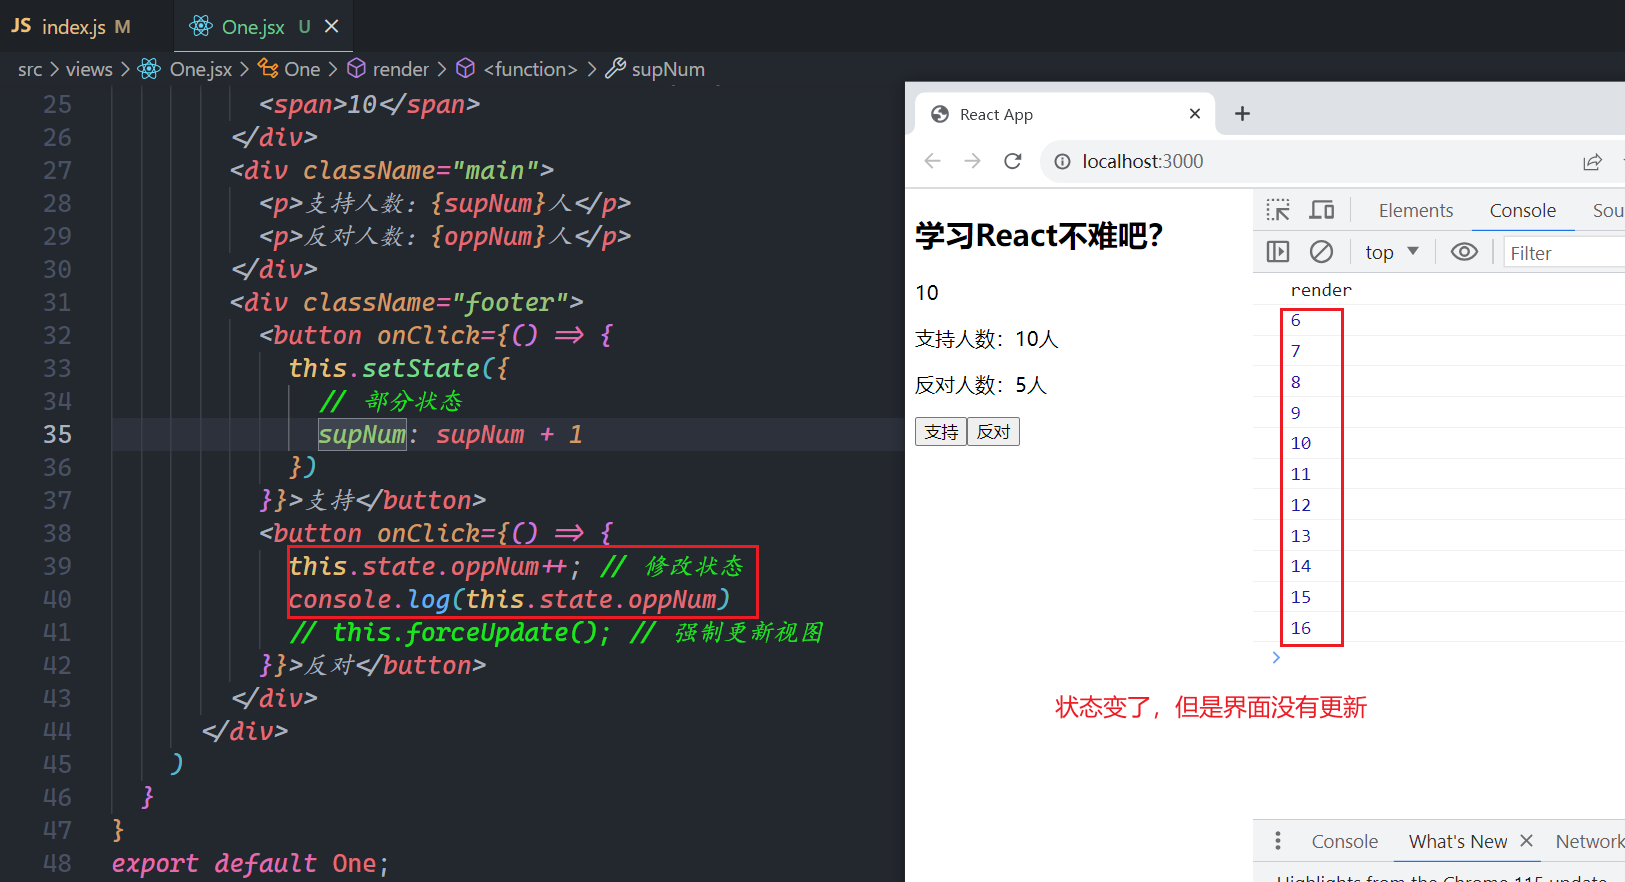 JS index.js M
One.jsx U
src > views > One.jsx > One > render > <function> > supNum
25 <span>10</span>
26 </div>
27 <div className="main">
28 <p>支持人数：{supNum}人</p>
29 <p>反对人数：{oppNum}人</p>
30 </div>
31 <div className="footer">
32 <button onClick={() => {
33 this.setState({
34 // 部分状态
35 supNum: supNum + 1
36 })
37 }}>支持</button>
38 <button onClick={() => {
39 this.state.oppNum++; // 修改状态
40 console.log(this.state.oppNum)
41 // this.forceUpdate(); // 强制更新视图
42 }}>反对</button>
43 </div>
44 </div>
45 )
46 }
47 }
48 export default One;
React App
localhost:3000
学习React不难吧？
10
支持人数：10人
反对人数：5人
支持 反对
Elements Console Sou
top Filter
render
6
7
8
9
10
11
12
13
14
15
16
>
状态变了，但是界面没有更新
Console What's New Network
Highlights from the Chrome 115 update